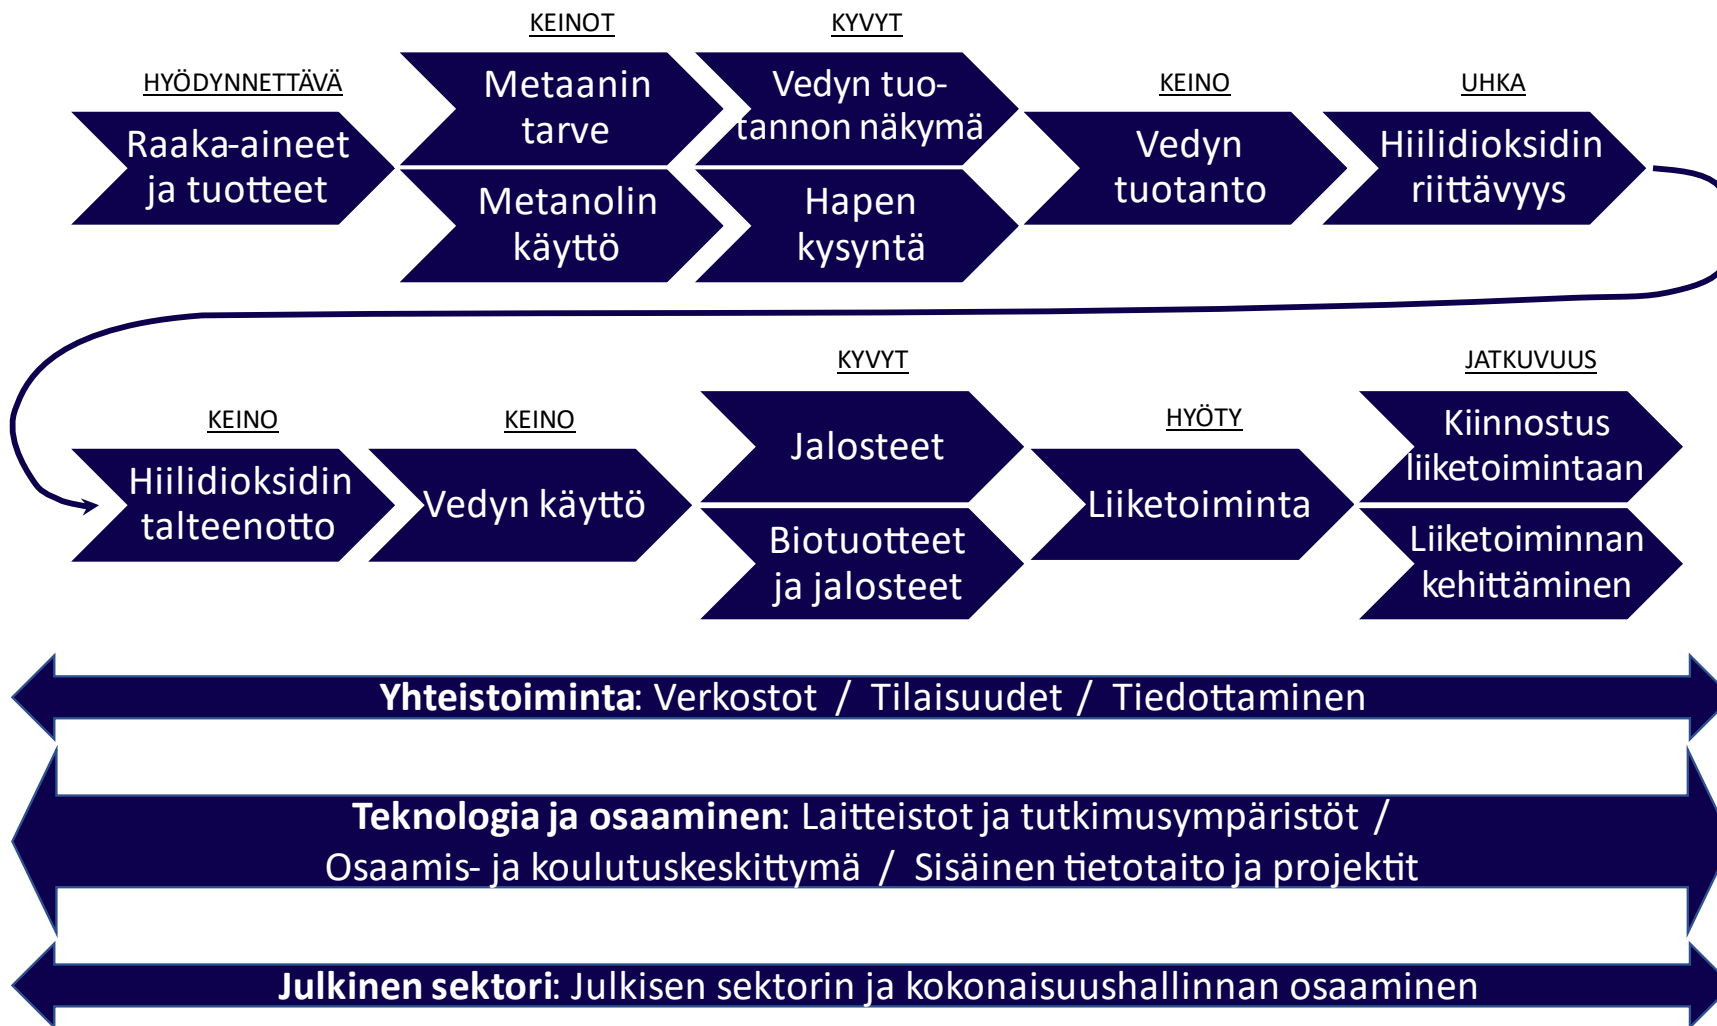 KEINOT
KYVYT
HYÖDYNNETTÄVÄ
KEINO
UHKA
Raaka-aineet
ja tuotteet
Metaanin
tarve
Metanolin
käyttö
Vedyn tuo-
tannon näkymä
Hapen
kysyntä
Vedyn
tuotanto
Hiilidioksidin
riittävyys
KYVYT
JATKUVUUS
KEINO
KEINO
HYÖTY
Hiilidioksidin
talteenotto
Vedyn käyttö
Jalosteet
Biotuotteet
ja jalosteet
Liiketoiminta
Kiinnostus
liiketoimintaan
Liiketoiminnan
kehittäminen
Yhteistoiminta: Verkostot / Tilaisuudet / Tiedottaminen
Teknologia ja osaaminen: Laitteistot ja tutkimusympäristöt /
Osaamis- ja koulutuskeskittymä / Sisäinen tietotaito ja projektit
Julkinen sektori: Julkisen sektorin ja kokonaisuushallinnan osaaminen